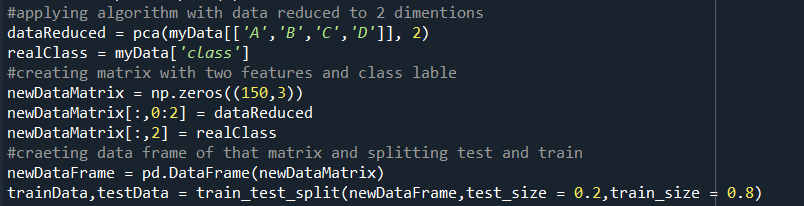 #applying algorithm with data reduced to 2 dimentions
dataReduced = pca(myData[['A','B','C','D']], 2)
realClass = myData['class']
#creating matrix with two features and class lable
newDataMatrix = np.zeros((150,3))
newDataMatrix[:,0:2] = dataReduced
newDataMatrix[:,2] = realClass
#craeting data frame of that matrix and splitting test and train
newDataFrame = pd.DataFrame(newDataMatrix)
trainData,testData = train_test_split(newDataFrame,test_size = 0.2,train_size = 0.8)